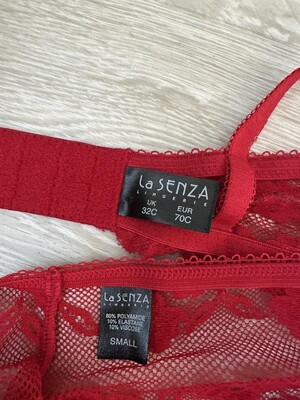 La SENZA
LINGERIE
UK EUR
32C 70C
La SENZA
LINGERIE
80% POLYAMIDE
10% ELASTANE
10% VISCOSE
SMALL